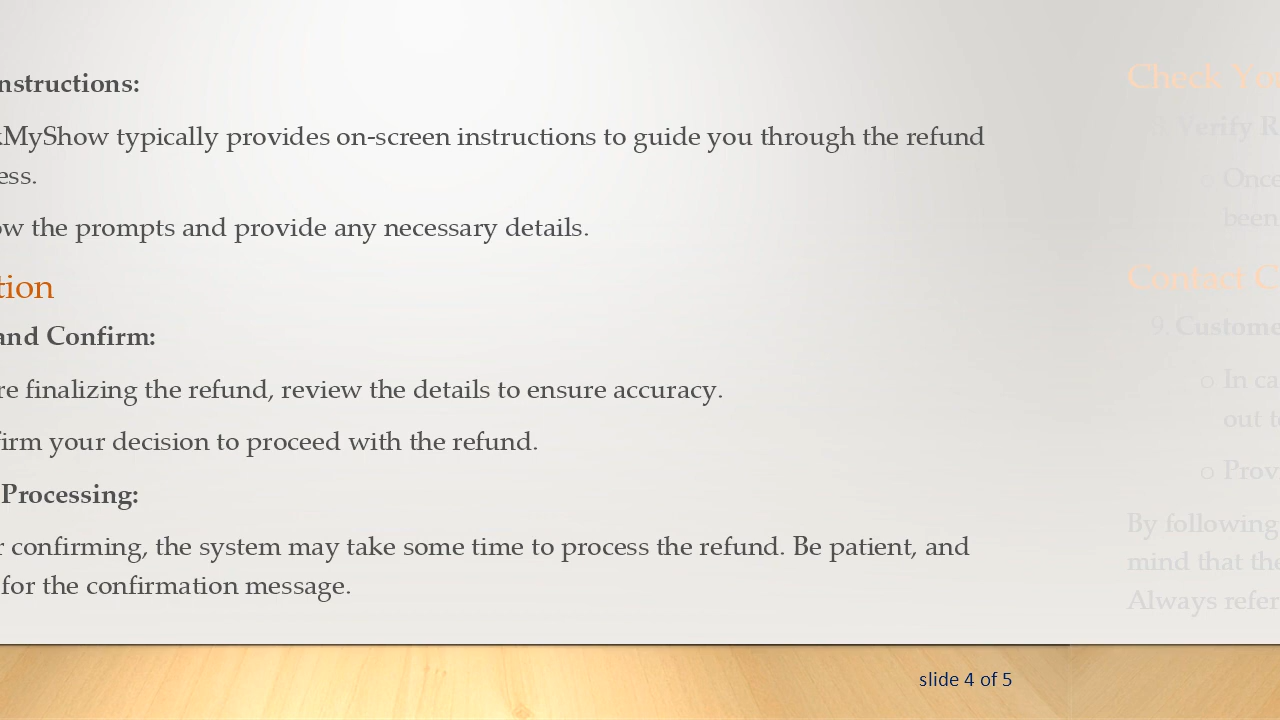 nstructions:
MyShow typically provides on-screen instructions to guide you through the refund
ess.
ow the prompts and provide any necessary details.
tion
and Confirm:
re finalizing the refund, review the details to ensure accuracy.
firm your decision to proceed with the refund.
Processing:
r confirming, the system may take some time to process the refund. Be patient, and
for the confirmation message.
Check You
8. Verify R
o Once
been
Contact C
9. Custome
o In ca
out to
o Provi
By following
mind that the
Always refer
slide 4 of 5